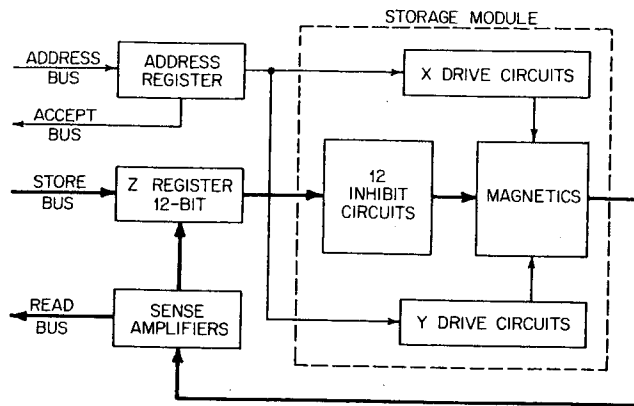 STORAGE MODULE
ADDRESS
BUS
ADDRESS
REGISTER
X DRIVE CIRCUITS
ACCEPT
BUS
STORE
BUS
Z REGISTER
12-BIT
12
INHIBIT
CIRCUITS
MAGNETICS
READ
BUS
SENSE
AMPLIFIERS
Y DRIVE CIRCUITS